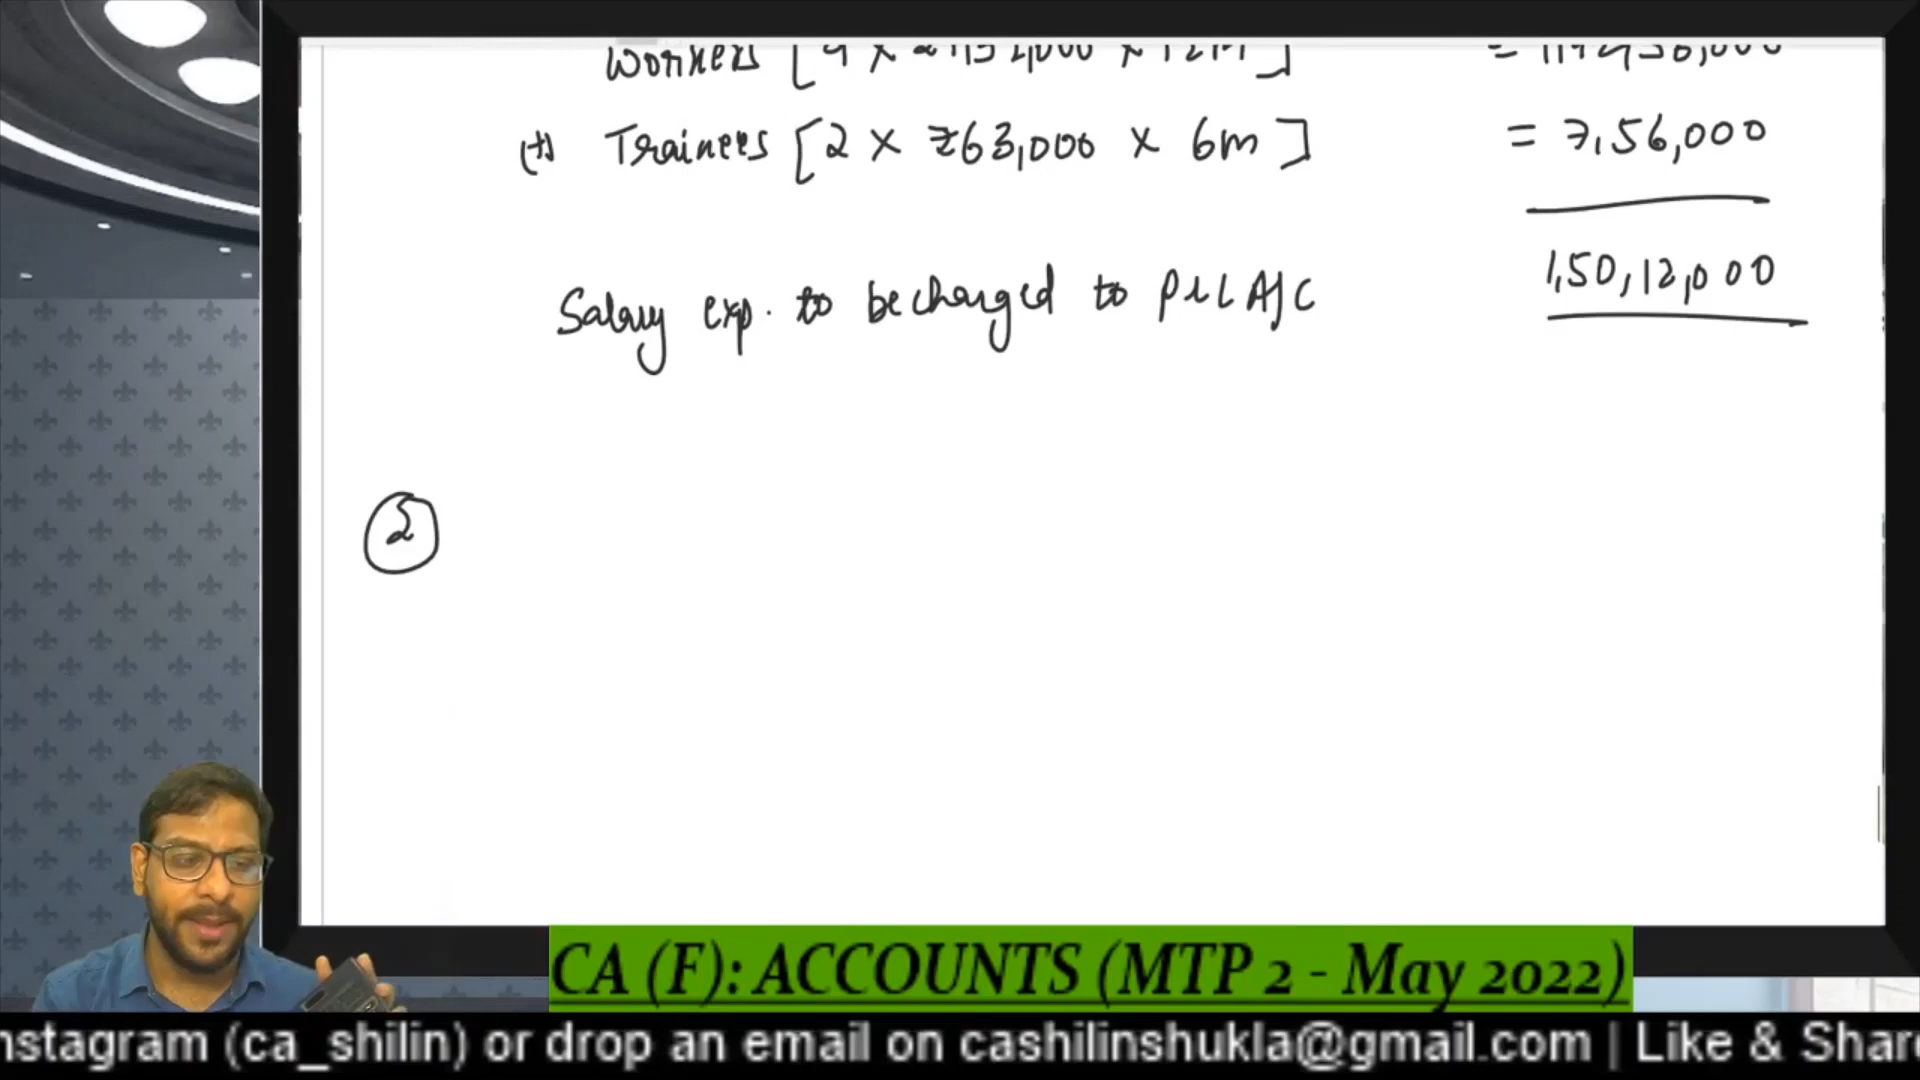 Workers [
(+) Trainees [2 × ₹63,000 × 6m] = 7,56,000
Salary exp. to be charged to P&L A/C 1,50,12,000
2
CA (F): ACCOUNTS (MTP 2 - May 2022)
nstagram (ca_shilin) or drop an email on cashilinshukla@gmail.com | Like & Shar